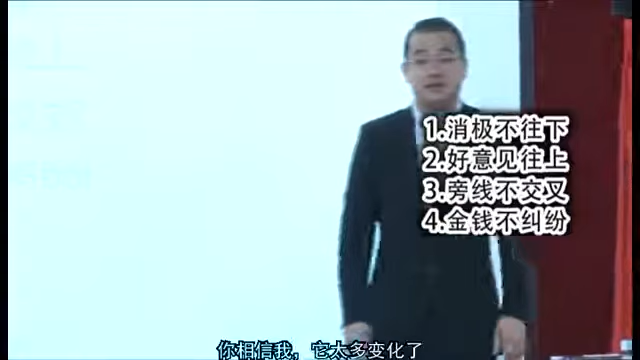 1.消极不往下
2.好意见往上
3.旁线不交叉
4.金钱不纠纷
你相信我，它太多变化了